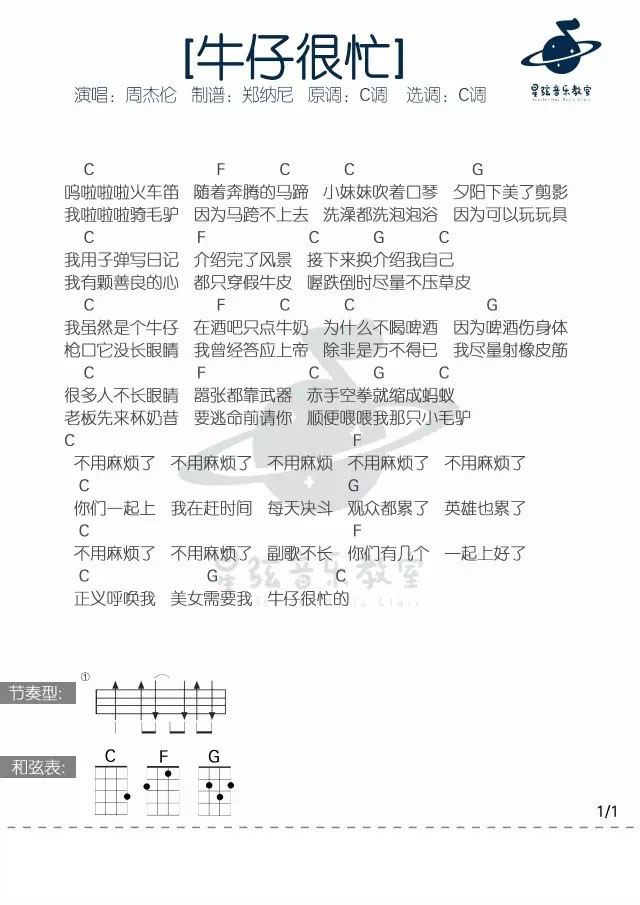 [牛仔很忙]
演唱：周杰伦 制谱：郑纳尼 原调：C调 选调：C调
星弦音乐教室
C F C C G
呜啦啦啦火车笛 随着奔腾的马蹄 小妹妹吹着口琴 夕阳下美了剪影
我啦啦啦骑毛驴 因为马跨不上去 洗澡都洗泡泡浴 因为可以玩玩具
C F C G C
我用子弹写日记 介绍完了风景 接下来换介绍我自己
我有颗善良的心 都只穿假牛皮 喔跌倒时尽量不压草皮
C F C C G
我虽然是个牛仔 在酒吧只点牛奶 为什么不喝啤酒 因为啤酒伤身体
枪口它没长眼睛 我曾经答应上帝 除非是万不得已 我尽量射橡皮筋
C F C G C
很多人不长眼睛 嚣张都靠武器 赤手空拳就缩成蚂蚁
老板先来杯奶昔 要逃命前请你 顺便喂喂我那只小毛驴
C F
不用麻烦了 不用麻烦了 不用麻烦 不用麻烦了 不用麻烦了
C G
你们一起上 我在赶时间 每天决斗 观众都累了 英雄也累了
C F
不用麻烦了 不用麻烦了 副歌不长 你们有几个 一起上好了
C G C
正义呼唤我 美女需要我 牛仔很忙的
星弦音乐教室
节奏型:
①
和弦表:
C F G
1/1